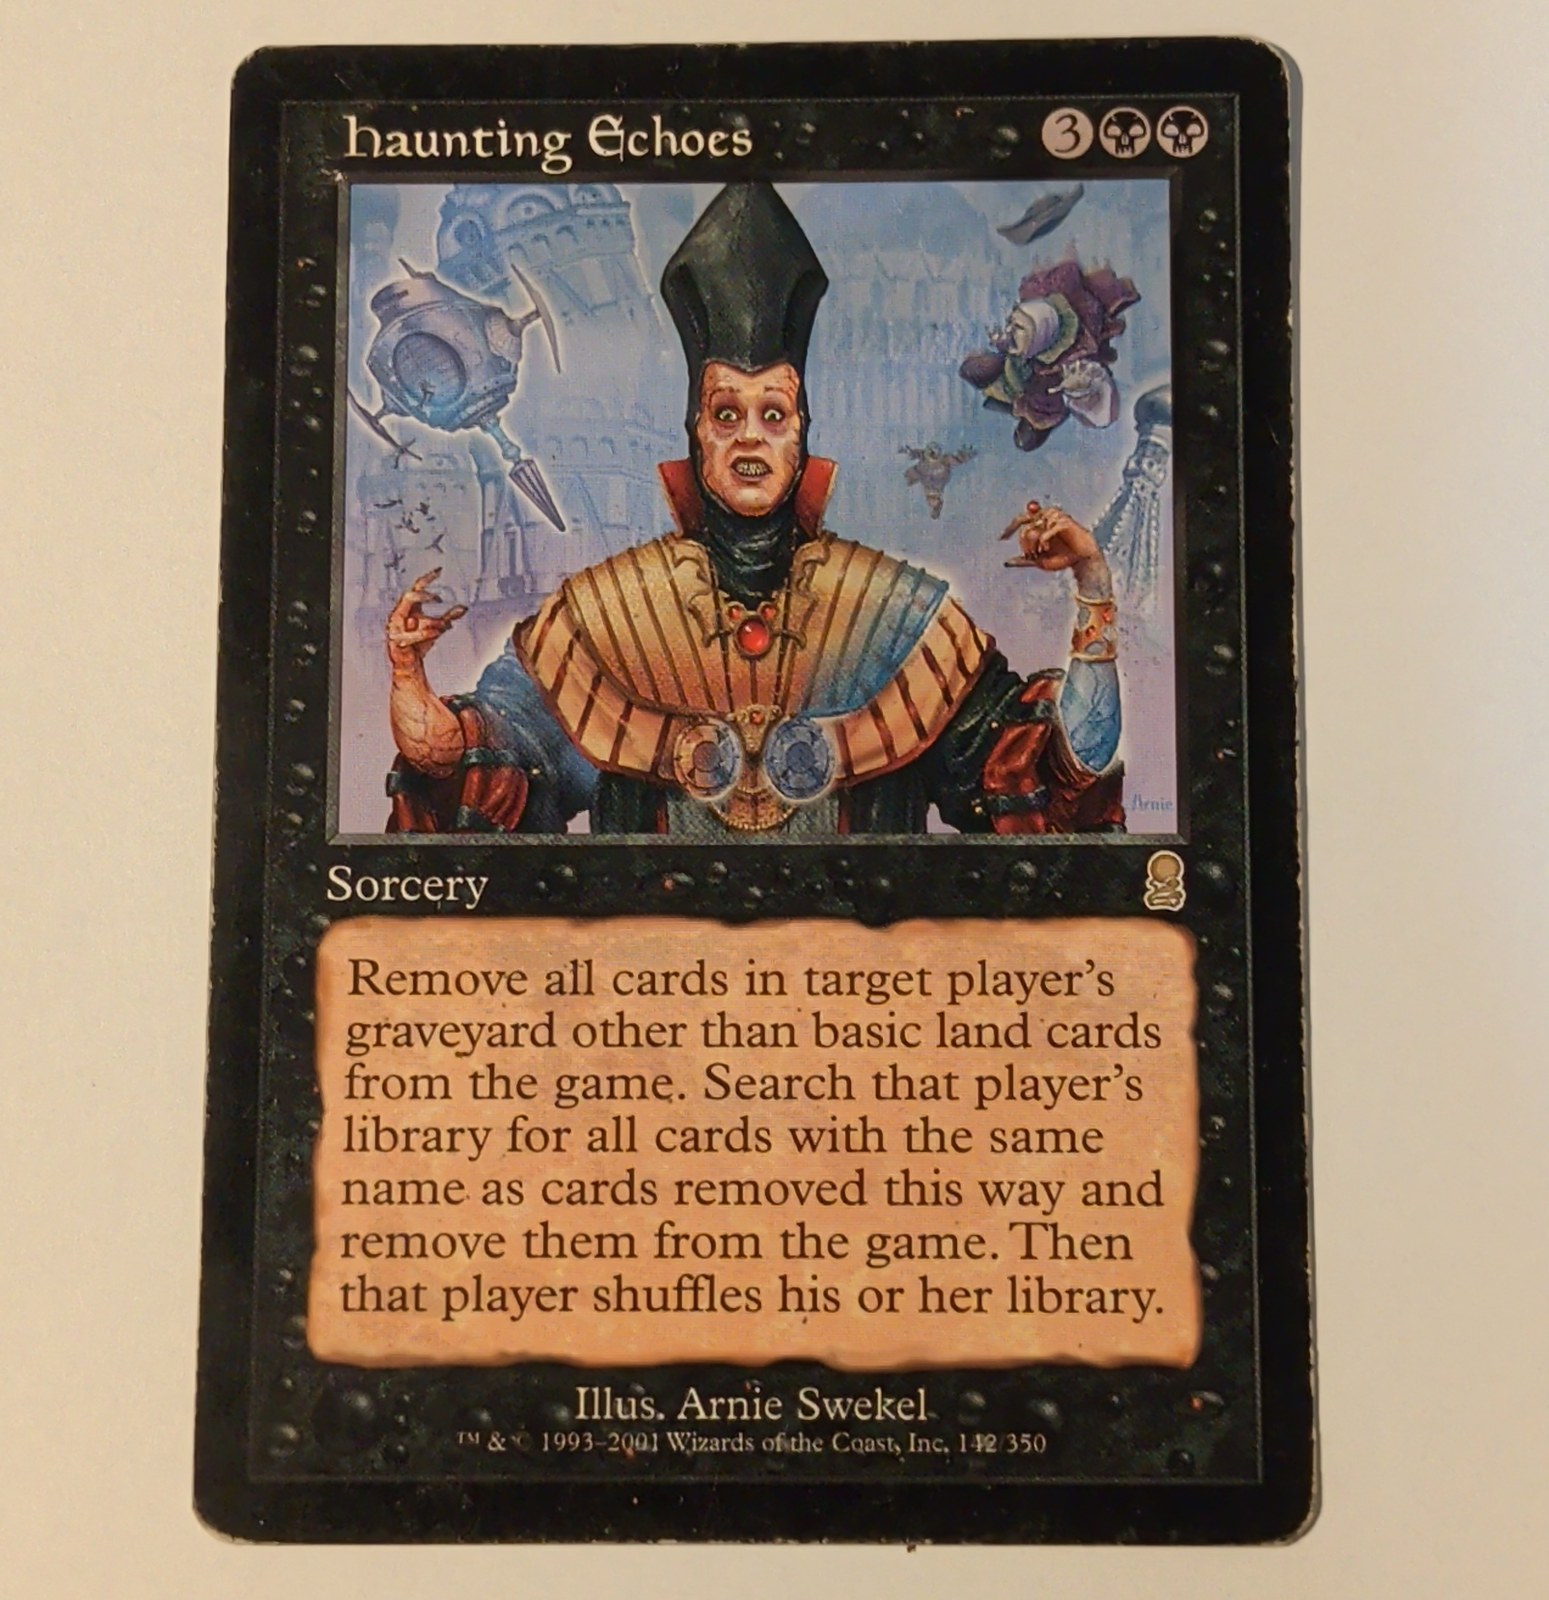 Haunting Echoes 3
Arnie
Sorcery
Remove all cards in target player's
graveyard other than basic land cards
from the game. Search that player's
library for all cards with the same
name as cards removed this way and
remove them from the game. Then
that player shuffles his or her library.
Illus. Arnie Swekel
™ & © 1993–2001 Wizards of the Coast, Inc. 142/350